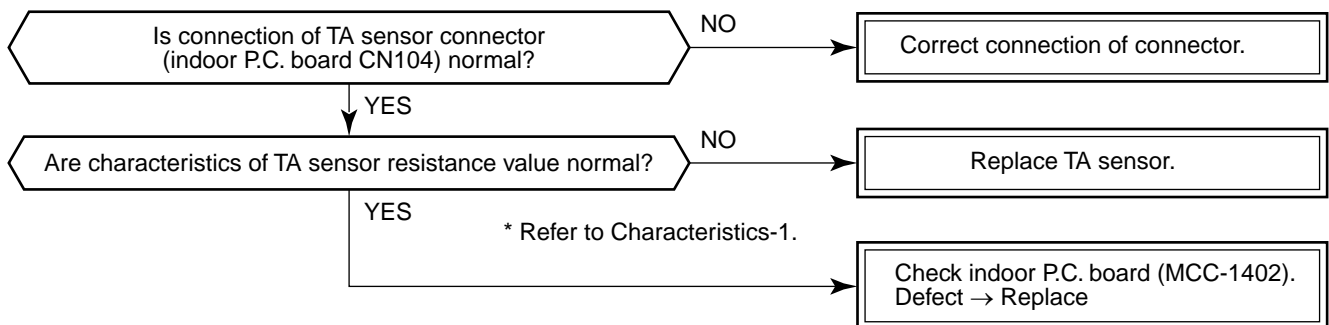 Is connection of TA sensor connector
(indoor P.C. board CN104) normal?
NO
Correct connection of connector.
YES
Are characteristics of TA sensor resistance value normal?
NO
Replace TA sensor.
YES
* Refer to Characteristics-1.
Check indoor P.C. board (MCC-1402).
Defect → Replace